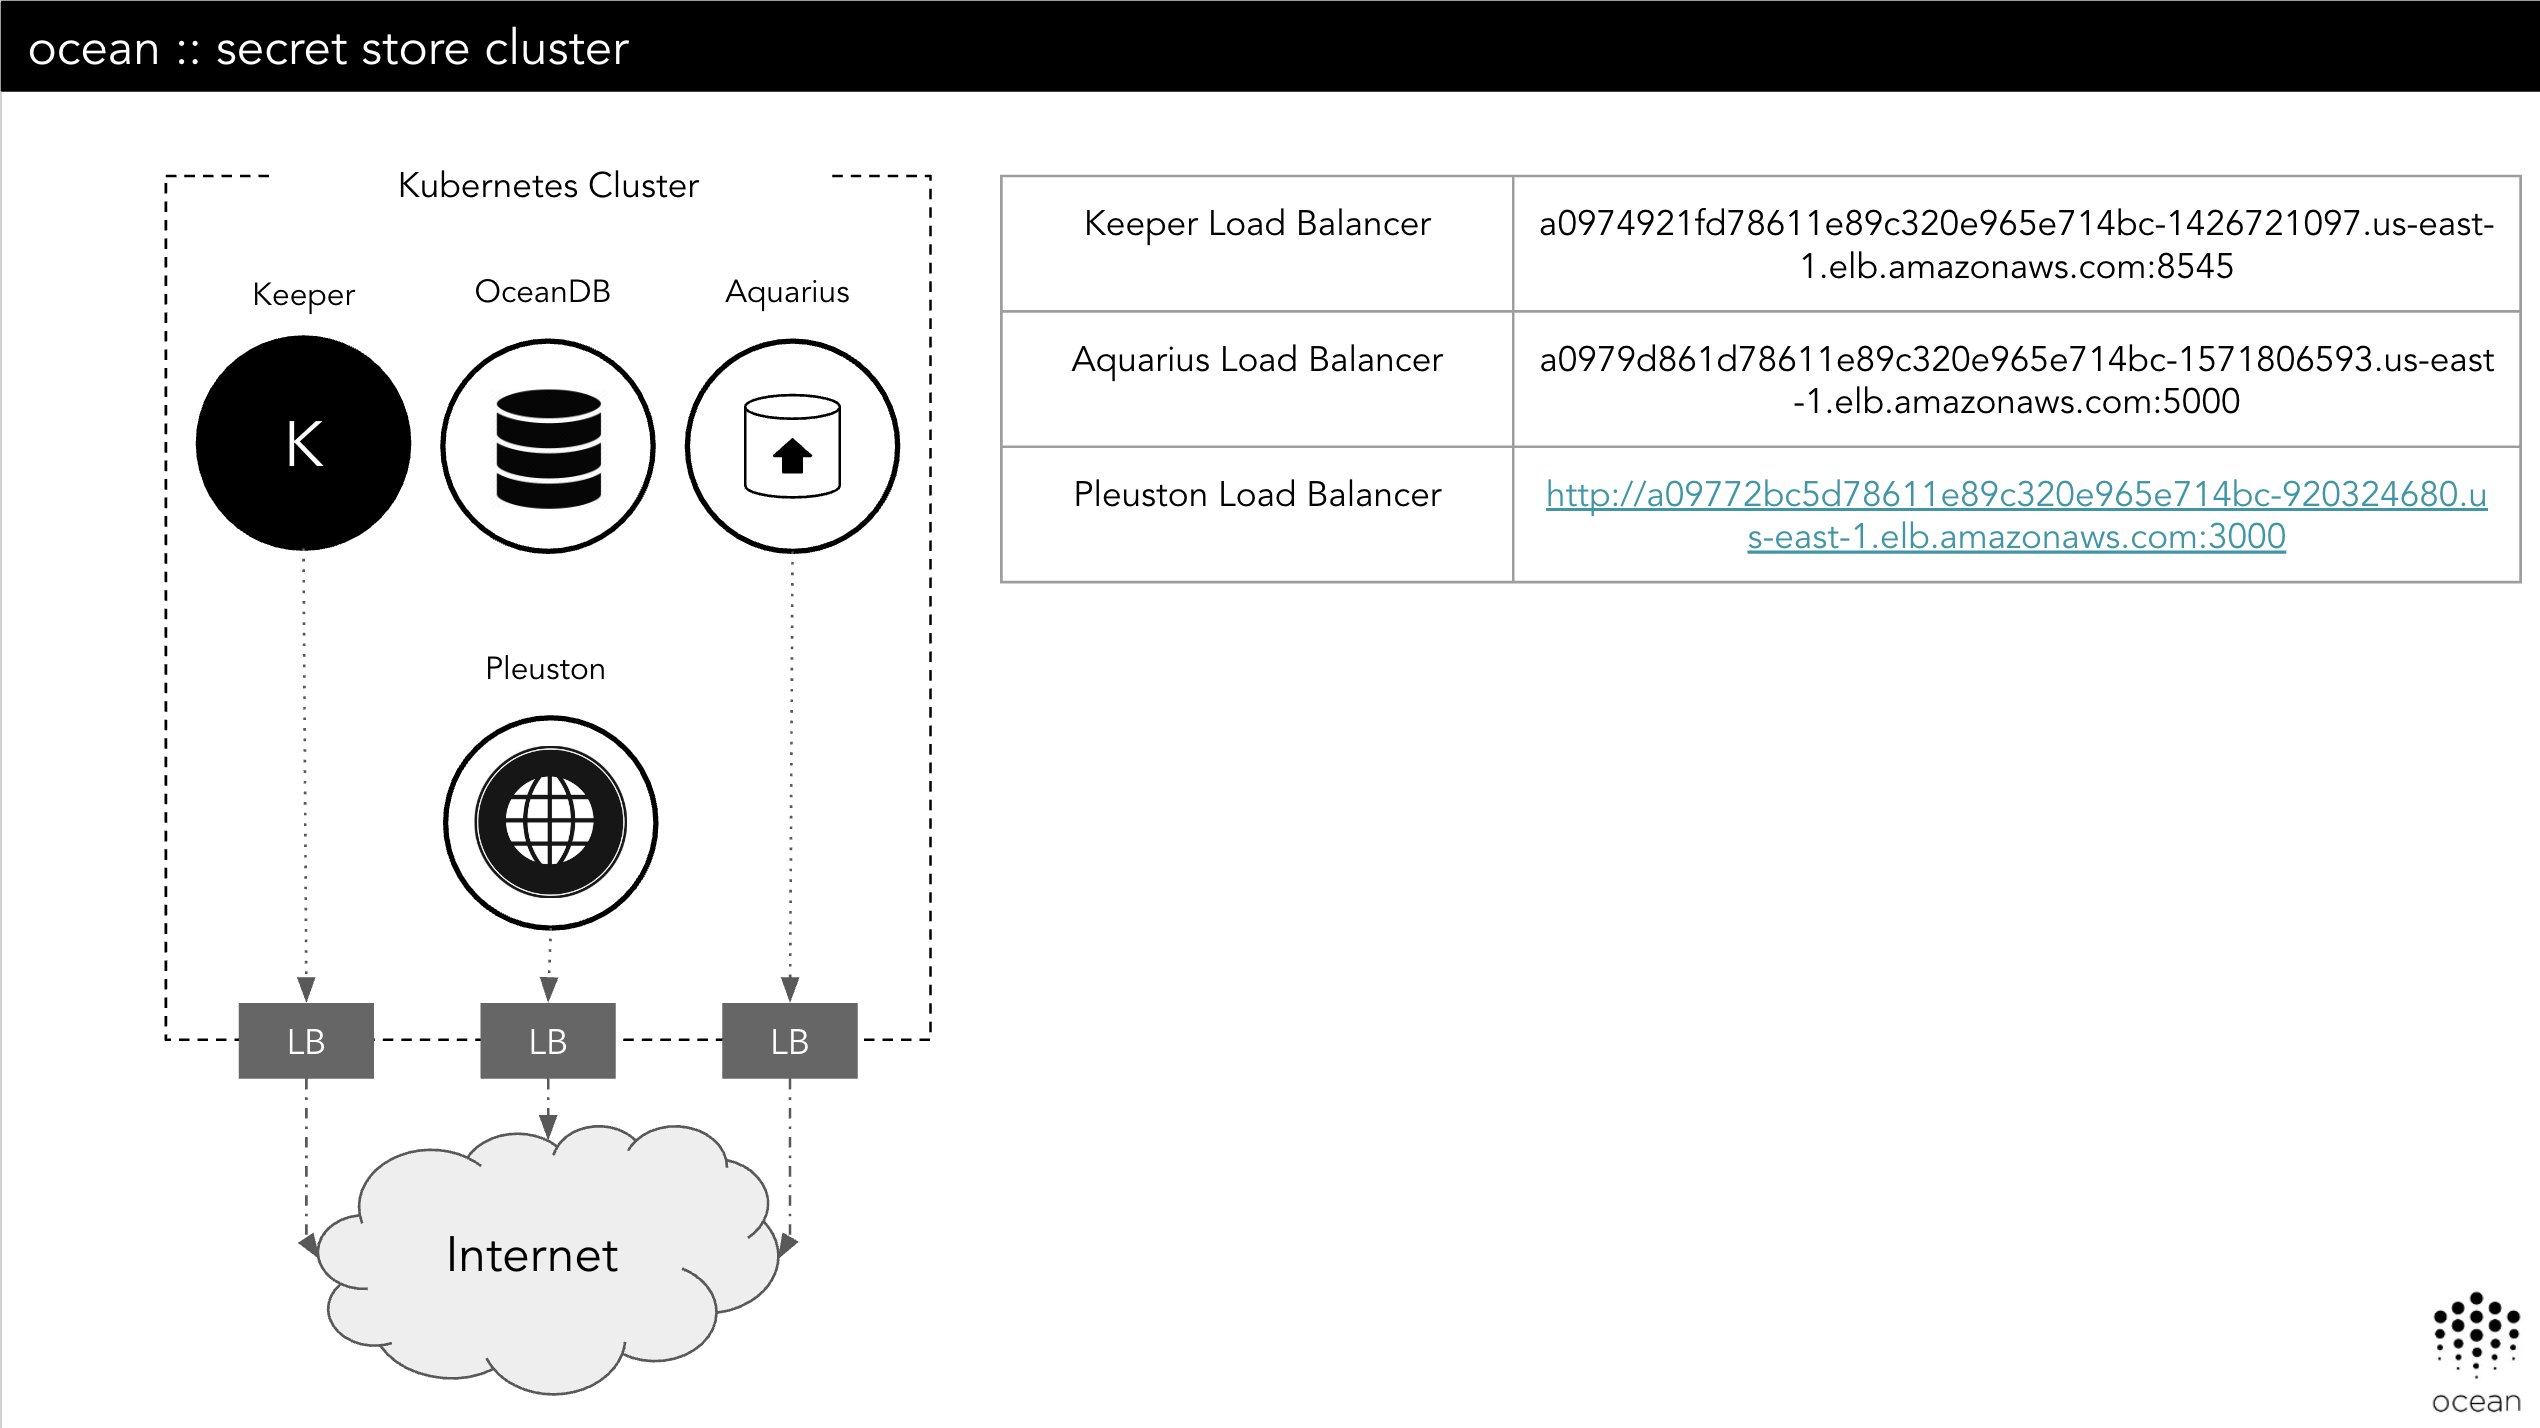 ocean :: secret store cluster
Kubernetes Cluster
Keeper
OceanDB
Aquarius
K
Pleuston
LB
LB
LB
Internet
Keeper Load Balancer
a0974921fd78611e89c320e965e714bc-1426721097.us-east-
1.elb.amazonaws.com:8545
Aquarius Load Balancer
a0979d861d78611e89c320e965e714bc-1571806593.us-east
-1.elb.amazonaws.com:5000
Pleuston Load Balancer
http://a09772bc5d78611e89c320e965e714bc-920324680.u
s-east-1.elb.amazonaws.com:3000
ocean